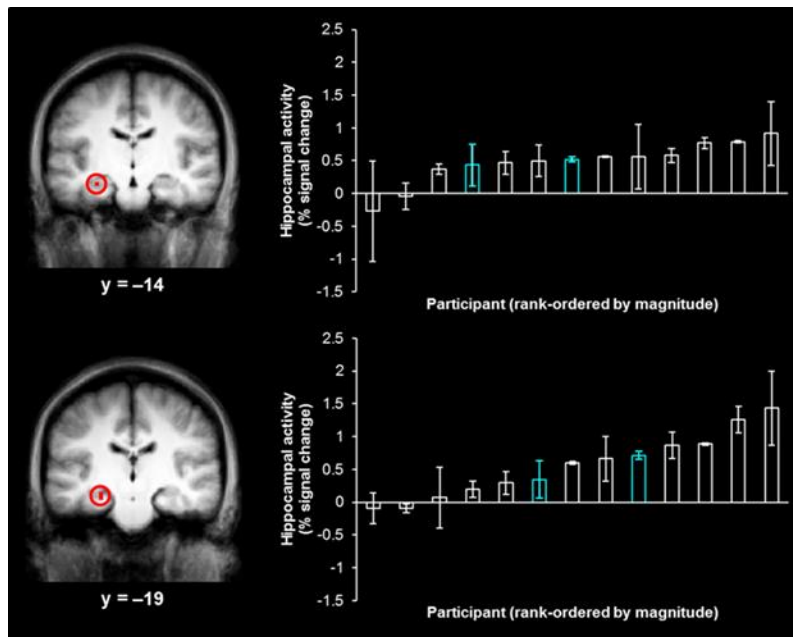 2.5
2
1.5
1
0.5
0
-0.5
-1
-1.5
Hippocampal activity
(% signal change)
Participant (rank-ordered by magnitude)
y = –14
2.5
2
1.5
1
0.5
0
-0.5
-1
-1.5
Hippocampal activity
(% signal change)
Participant (rank-ordered by magnitude)
y = –19